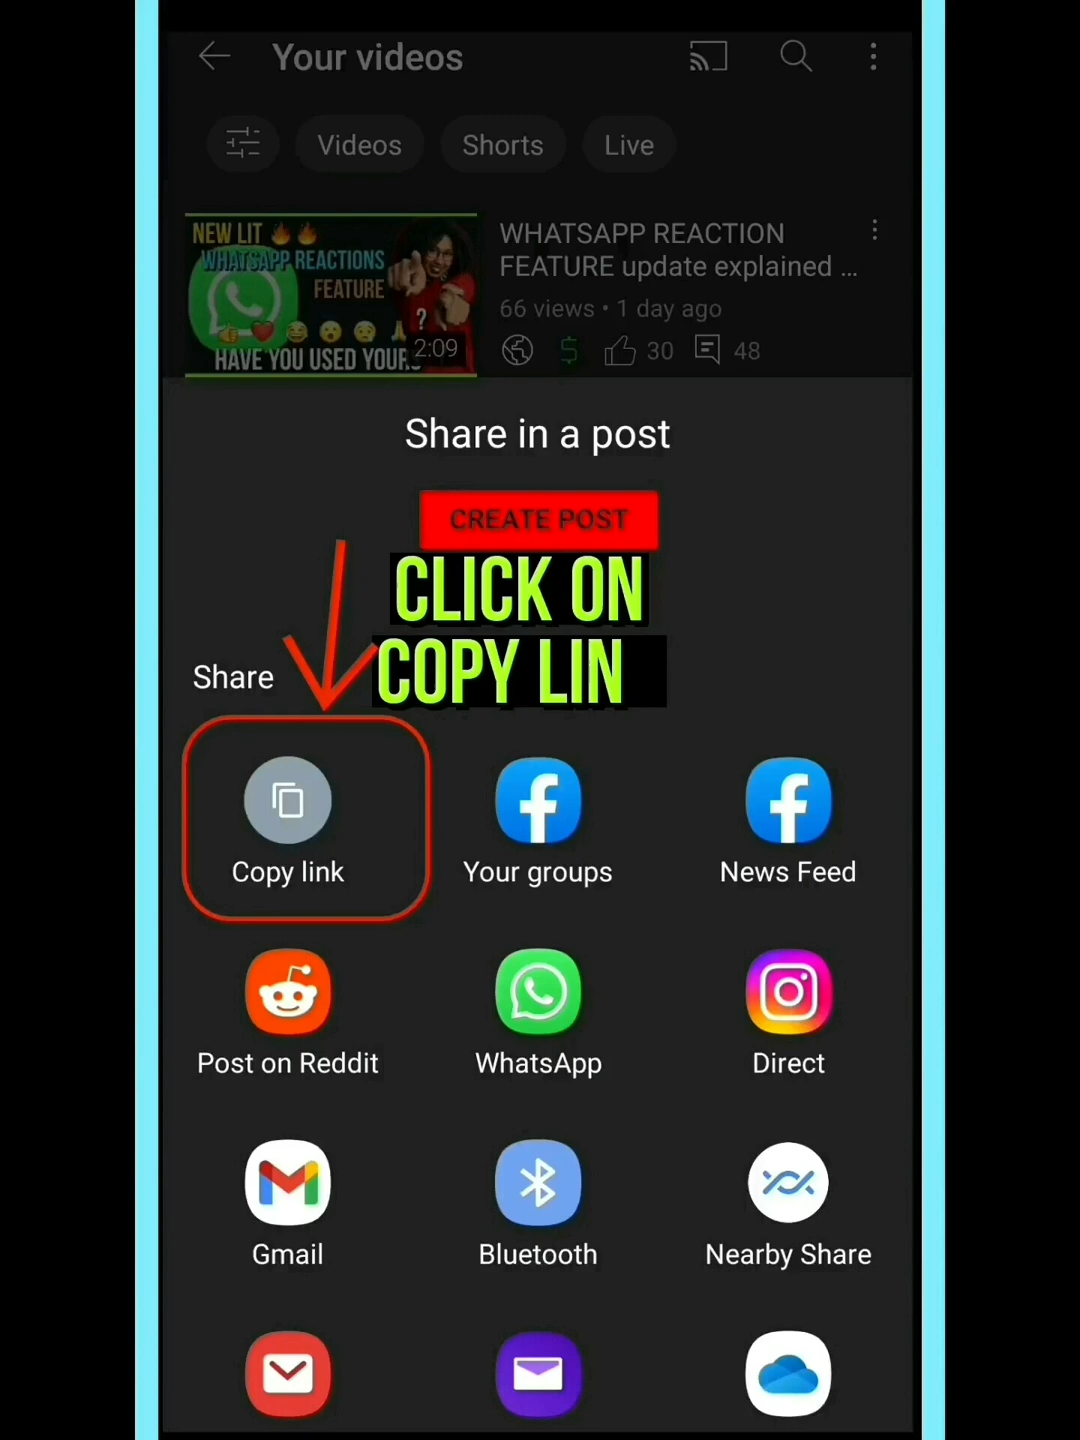 Your videos
Videos
Shorts
Live
NEW LIT 🔥🔥
WHATSAPP REACTIONS
FEATURE
?
HAVE YOU USED YOURS
2:09
WHATSAPP REACTION
FEATURE update explained ...
66 views • 1 day ago
30
48
Share in a post
CREATE POST
CLICK ON
COPY LIN
Share
Copy link
Your groups
News Feed
Post on Reddit
WhatsApp
Direct
Gmail
Bluetooth
Nearby Share